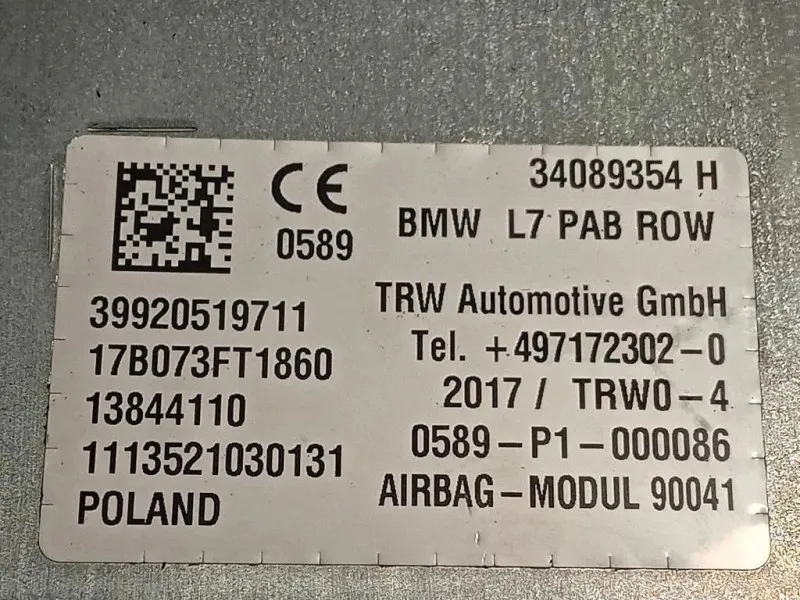 CE
0589
34089354 H
BMW L7 PAB ROW
39920519711
17B073FT1860
13844110
1113521030131
POLAND
TRW Automotive GmbH
Tel. +497172302-0
2017 / TRW0-4
0589-P1-000086
AIRBAG-MODUL 90041